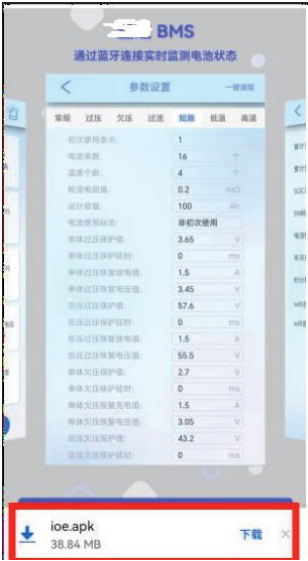 BMS
通过蓝牙连接实时监测电池状态
参数设置
一键读取
常规 过压 欠压 过流 短路 低温 高温
初次使用表示: 1
电池串数: 16 个
温度个数: 4 个
检流电阻值: 0.2 mΩ
设计容量: 100 Ah
电池使用标志: 非初次使用
单体过压保护值: 3.65 V
单体过压保护延时: 0 ms
单体过压恢复放电值: 1.5 A
单体过压恢复电压值: 3.45 V
总压过压保护值: 57.6 V
总压过压保护延时: 0 ms
总压过压恢复放电值: 1.5 A
总压过压恢复电压值: 55.5 V
单体欠压保护值: 2.7 V
单体欠压保护延时: 0 ms
单体欠压恢复充电值: 1.5 A
单体欠压恢复电压值: 3.05 V
总压欠压保护值: 43.2 V
总压欠压保护延时: 0 ms
ioe.apk
38.84 MB
下载